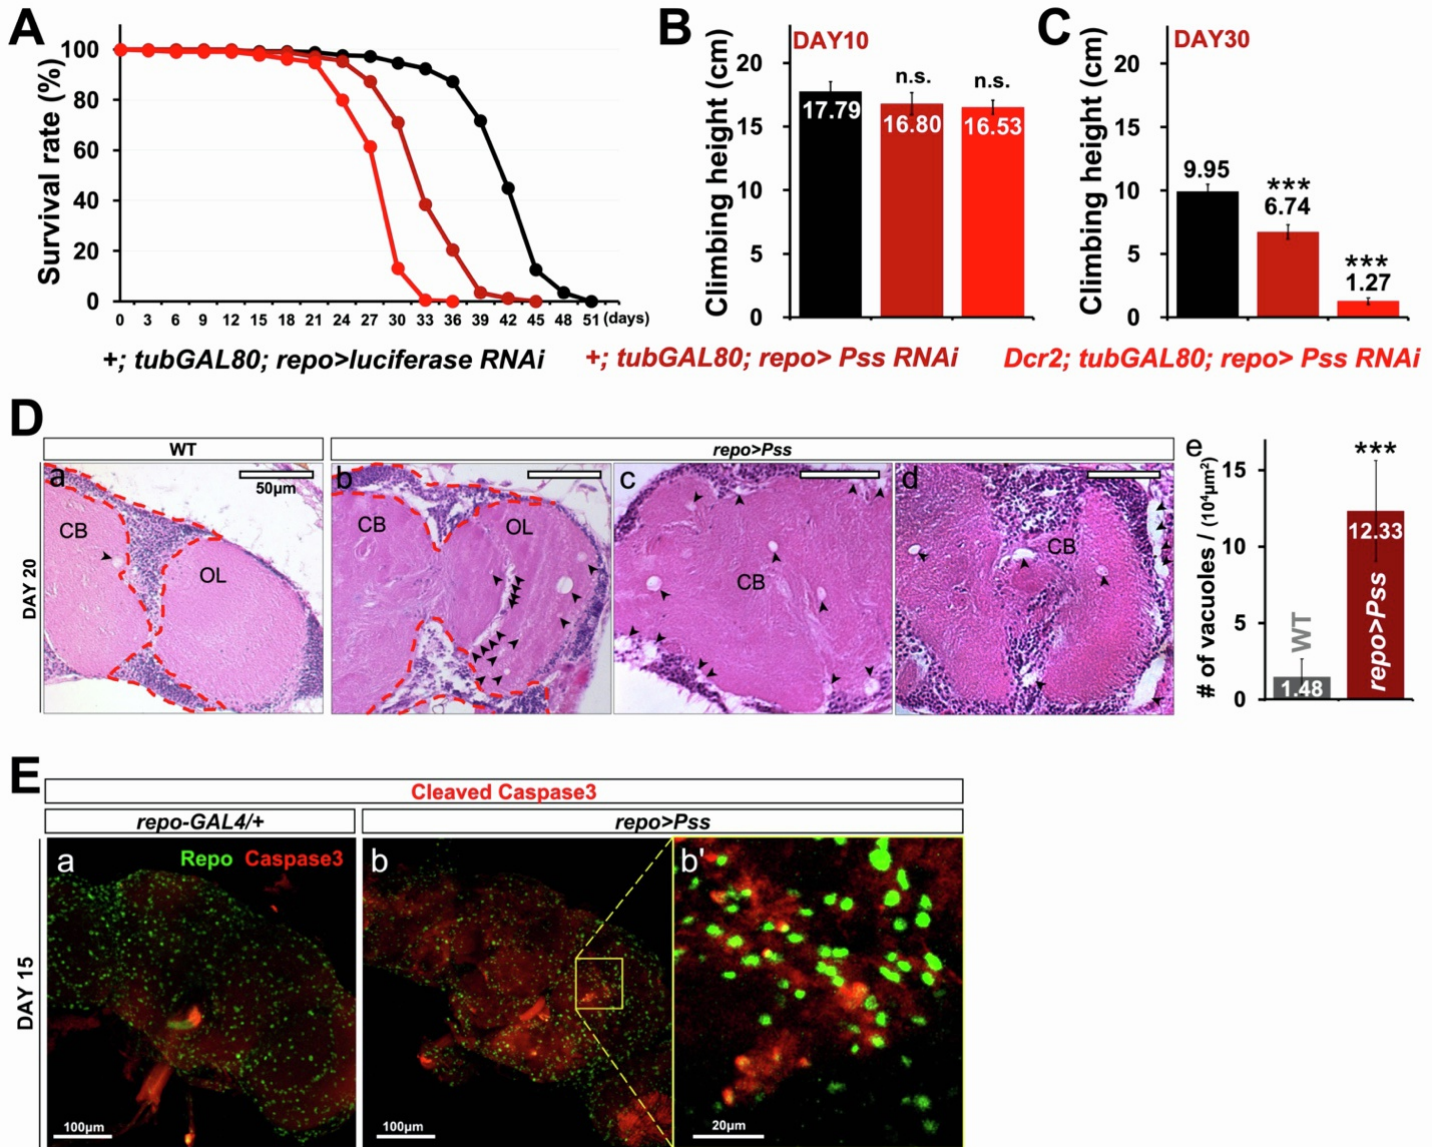 A
Survival rate (%)
100
80
60
40
20
0
0 3 6 9 12 15 18 21 24 27 30 33 36 39 42 45 48 51 (days)
B
DAY10
Climbing height (cm)
20
15
10
5
0
17.79
n.s.
16.80
n.s.
16.53
C
DAY30
Climbing height (cm)
20
15
10
5
0
9.95
***
6.74
***
1.27
+; tubGAL80; repo>luciferase RNAi
+; tubGAL80; repo> Pss RNAi
Dcr2; tubGAL80; repo> Pss RNAi
D
WT
repo>Pss
DAY 20
a
50μm
CB
OL
b
CB
OL
c
CB
d
CB
e
# of vacuoles / (10⁴μm²)
15
10
5
0
WT
1.48
***
12.33
repo>Pss
E
Cleaved Caspase3
repo-GAL4/+
repo>Pss
DAY 15
a
Repo Caspase3
100μm
b
100μm
b'
20μm